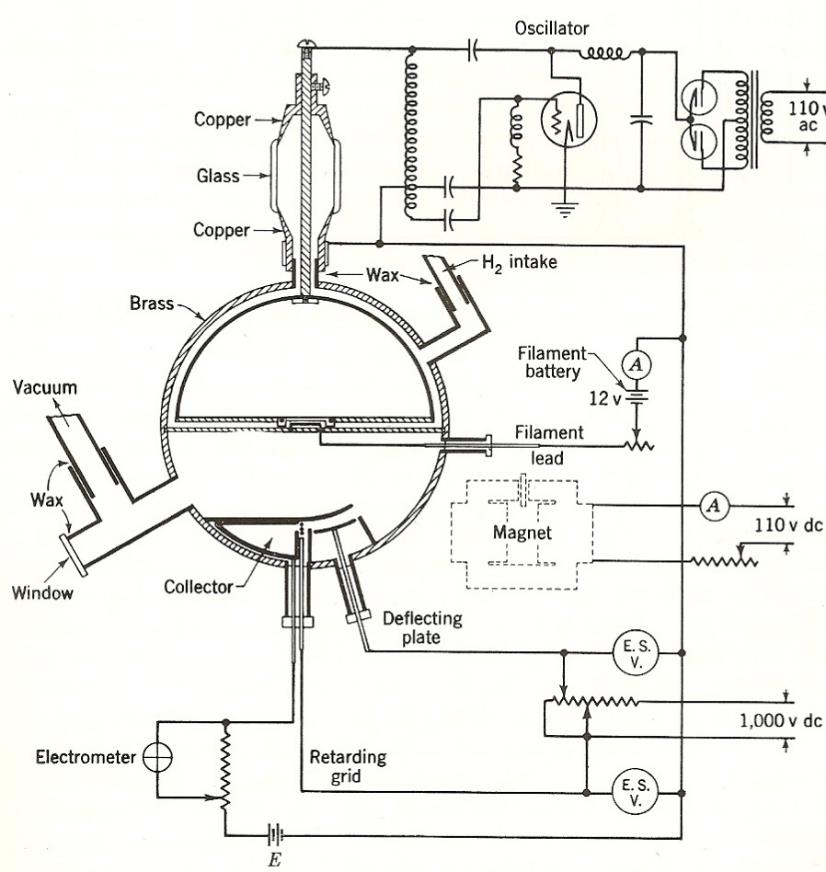 Oscillator
Copper
110 v
ac
Glass
Copper
Wax
H2 intake
Brass
Filament
battery
A
12 v
Vacuum
Filament
lead
Wax
A
Magnet
110 v dc
Window
Collector
Deflecting
plate
E. S.
V.
1,000 v dc
Electrometer
Retarding
grid
E. S.
V.
E